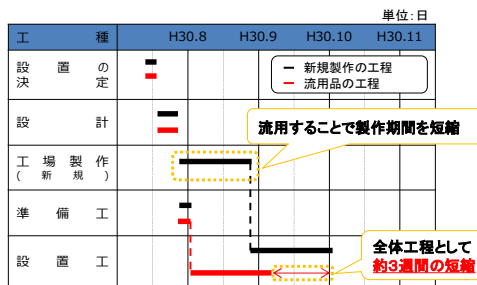 単位:日
工種 H30.8 H30.9 H30.10 H30.11
設置の
決定
新規製作の工程
流用品の工程
設計
流用することで製作期間を短縮
工場製作
(新規)
準備工
全体工程として
約3週間の短縮
設置工